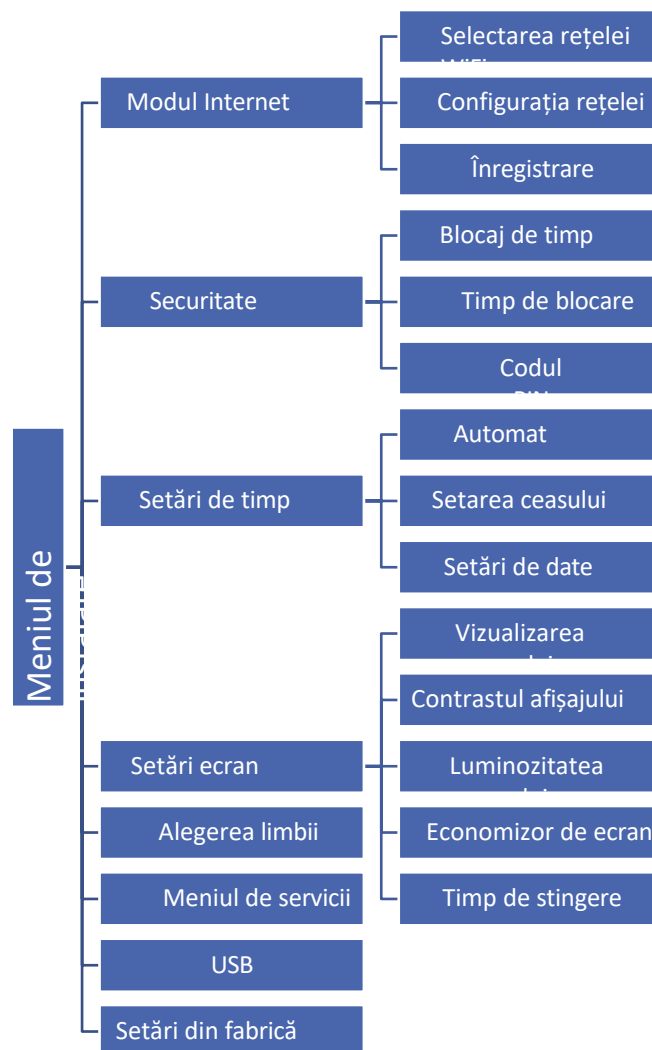 Meniul de
Modul Internet
Selectarea rețelei
WiFi
Configurația rețelei
Înregistrare
Securitate
Blocaj de timp
Timp de blocare
Codul
PIN
Setări de timp
Automat
Setarea ceasului
Setări de date
Setări ecran
Vizualizarea
Contrastul afișajului
Luminozitatea
Economizor de ecran
Timp de stingere
Alegerea limbii
Meniul de servicii
USB
Setări din fabrică